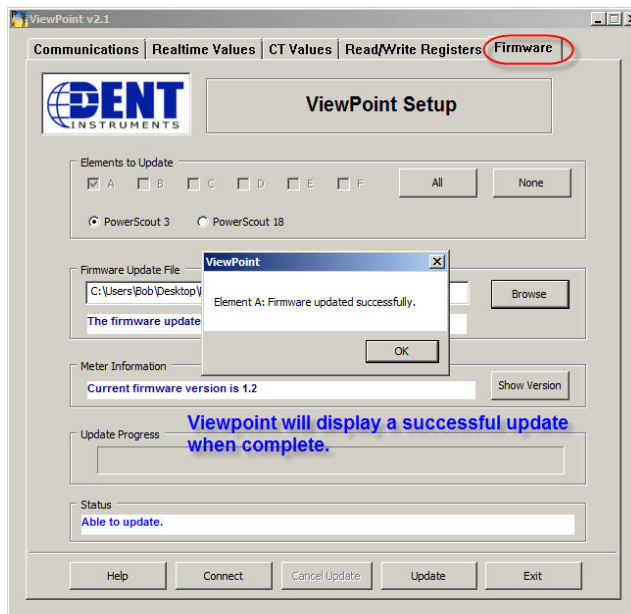 ViewPoint v2.1
Communications Realtime Values CT Values Read/Write Registers Firmware
DENT
INSTRUMENTS
ViewPoint Setup
Elements to Update
A B C D E F All None
PowerScout 3 PowerScout 18
Firmware Update File
C:\Users\Bob\Desktop\
Browse
The firmware update
ViewPoint
Element A: Firmware updated successfully.
OK
Meter Information
Current firmware version is 1.2
Show Version
Viewpoint will display a successful update
when complete.
Update Progress
Status
Able to update.
Help Connect Cancel Update Update Exit